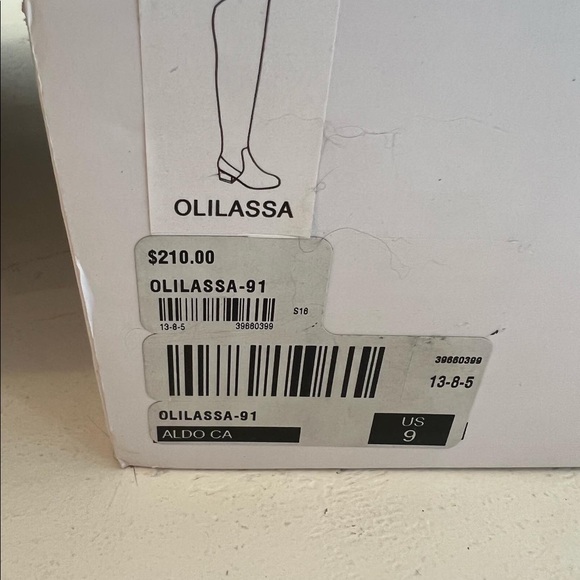 OLILASSA
$210.00
OLILASSA-91
S16
13-8-5 39660399
39660399
13-8-5
OLILASSA-91
ALDO CA
US
9